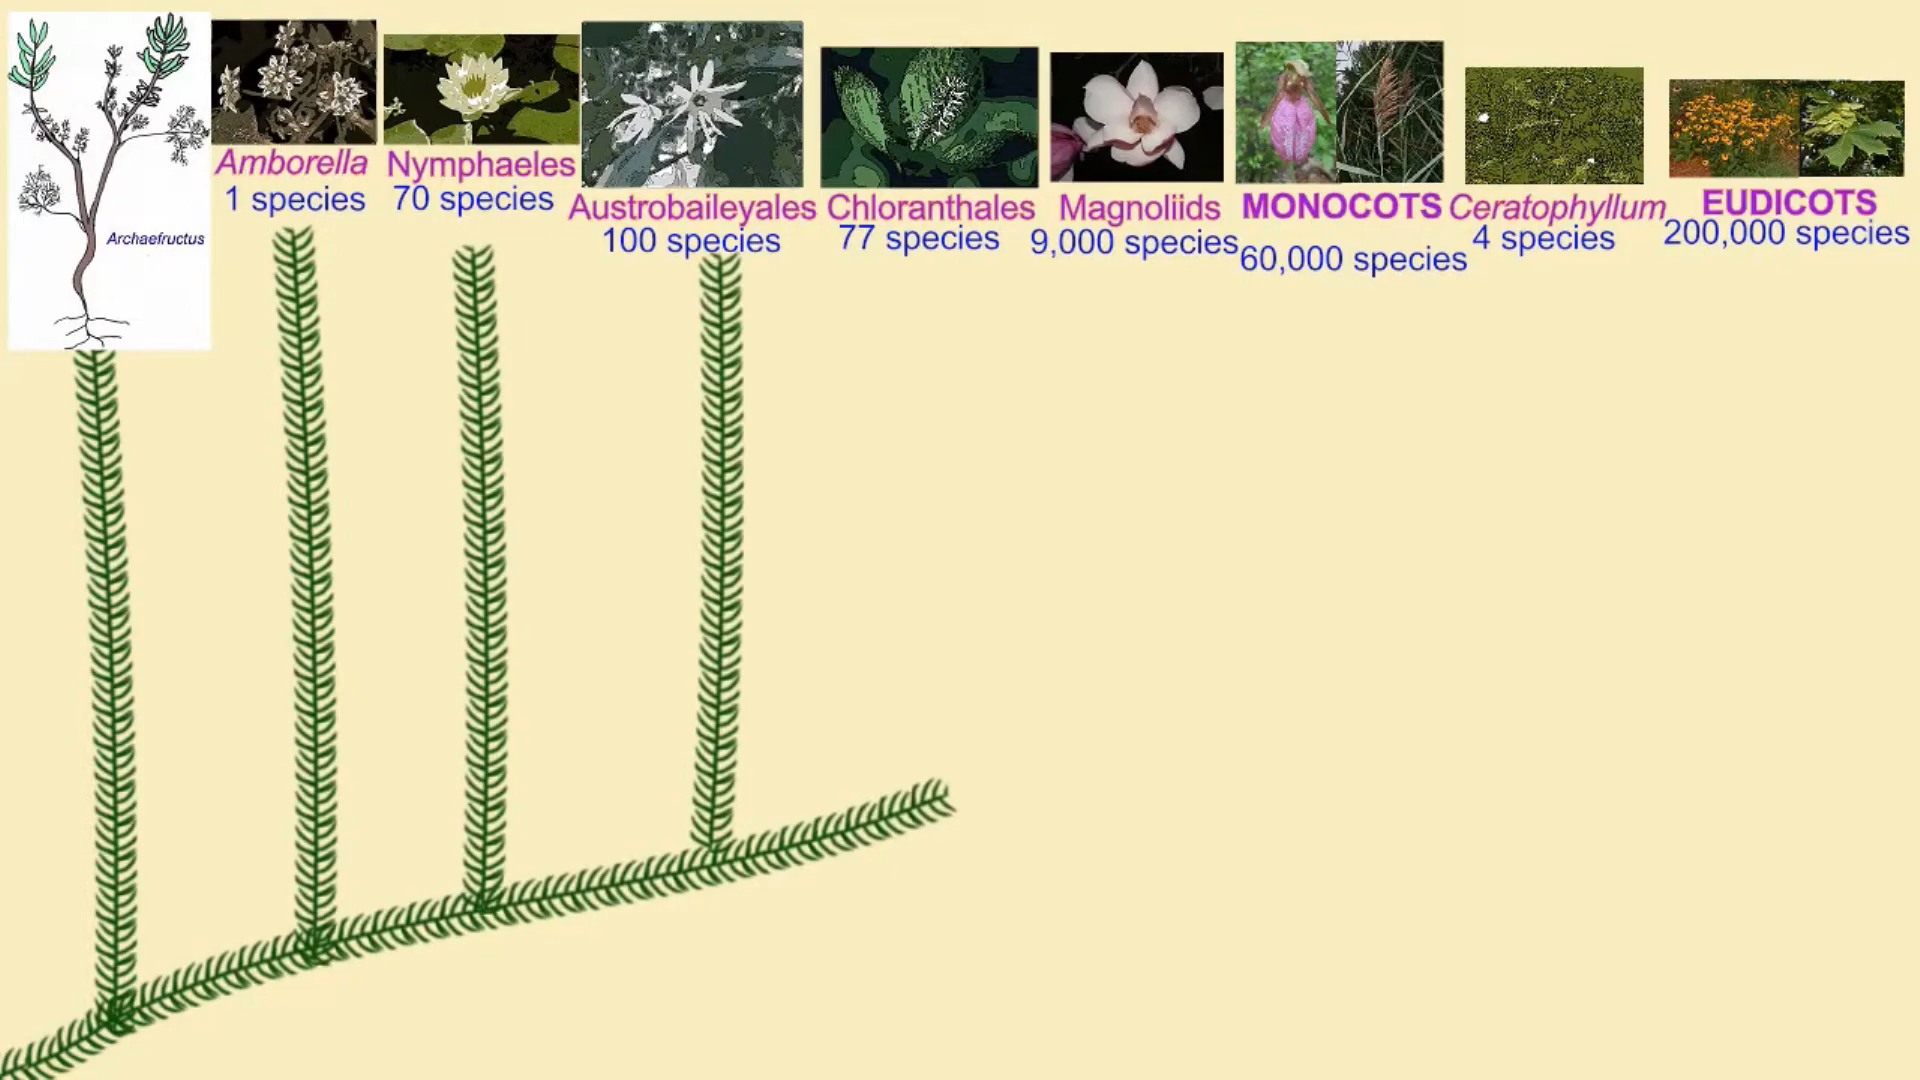 Archaefructus
Amborella
1 species
Nymphaeles
70 species
Austrobaileyales
100 species
Chloranthales
77 species
Magnoliids
9,000 species
MONOCOTS
60,000 species
Ceratophyllum
4 species
EUDICOTS
200,000 species